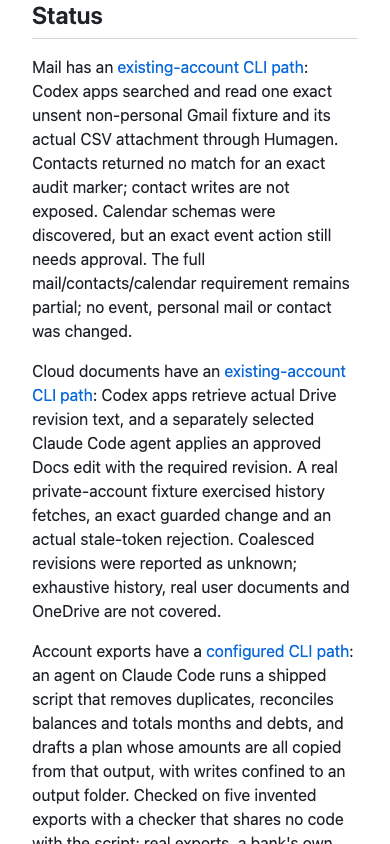 Status
Mail has an existing-account CLI path:
Codex apps searched and read one exact
unsent non-personal Gmail fixture and its
actual CSV attachment through Humagen.
Contacts returned no match for an exact
audit marker; contact writes are not
exposed. Calendar schemas were
discovered, but an exact event action still
needs approval. The full
mail/contacts/calendar requirement remains
partial; no event, personal mail or contact
was changed.
Cloud documents have an existing-account
CLI path: Codex apps retrieve actual Drive
revision text, and a separately selected
Claude Code agent applies an approved
Docs edit with the required revision. A real
private-account fixture exercised history
fetches, an exact guarded change and an
actual stale-token rejection. Coalesced
revisions were reported as unknown;
exhaustive history, real user documents and
OneDrive are not covered.
Account exports have a configured CLI path:
an agent on Claude Code runs a shipped
script that removes duplicates, reconciles
balances and totals months and debts, and
drafts a plan whose amounts are all copied
from that output, with writes confined to an
output folder. Checked on five invented
exports with a checker that shares no code
with the script; real exports, a bank's own